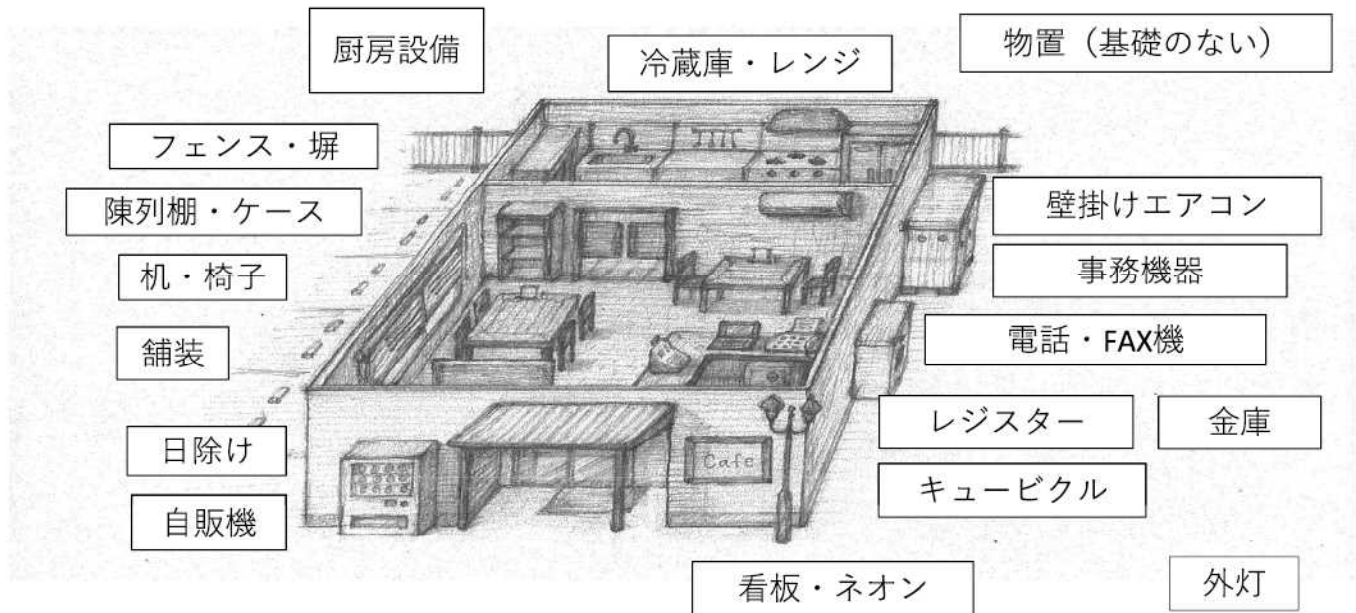 厨房設備
冷蔵庫・レンジ
物置（基礎のない）
フェンス・塀
陳列棚・ケース
壁掛けエアコン
机・椅子
事務機器
舗装
電話・FAX機
日除け
レジスター
金庫
Cafe
キュービクル
自販機
看板・ネオン
外灯